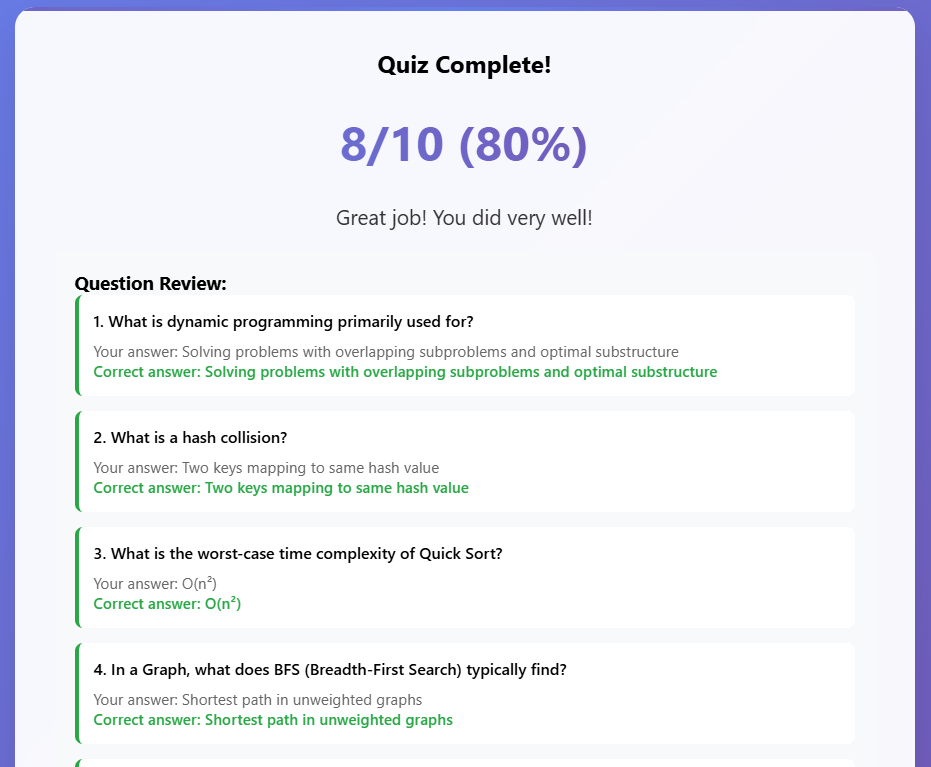 Quiz Complete!
8/10 (80%)
Great job! You did very well!
Question Review:
1. What is dynamic programming primarily used for?
Your answer: Solving problems with overlapping subproblems and optimal substructure
Correct answer: Solving problems with overlapping subproblems and optimal substructure
2. What is a hash collision?
Your answer: Two keys mapping to same hash value
Correct answer: Two keys mapping to same hash value
3. What is the worst-case time complexity of Quick Sort?
Your answer: O(n²)
Correct answer: O(n²)
4. In a Graph, what does BFS (Breadth-First Search) typically find?
Your answer: Shortest path in unweighted graphs
Correct answer: Shortest path in unweighted graphs